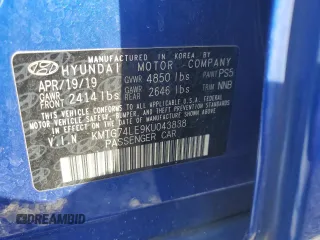 MANUFACTURED IN KOREA BY
HYUNDAI MOTOR COMPANY
APR/19/19 GVWR 4850 lbs PAINT PS5
GAWR FRONT 2414 lbs GAWR REAR 2646 lbs TRIM NNB
THIS VEHICLE CONFORMS TO ALL APPLICABLE U.S. FEDERAL
MOTOR VEHICLE SAFETY, BUMPER, AND THEFT PREVENTION
STANDARDS IN EFFECT ON THE DATE OF MANUFACTURE
SHOWN ABOVE.
V.I.N KMTG74LE9KU043838
PASSENGER CAR
AUTOBIDMASTER